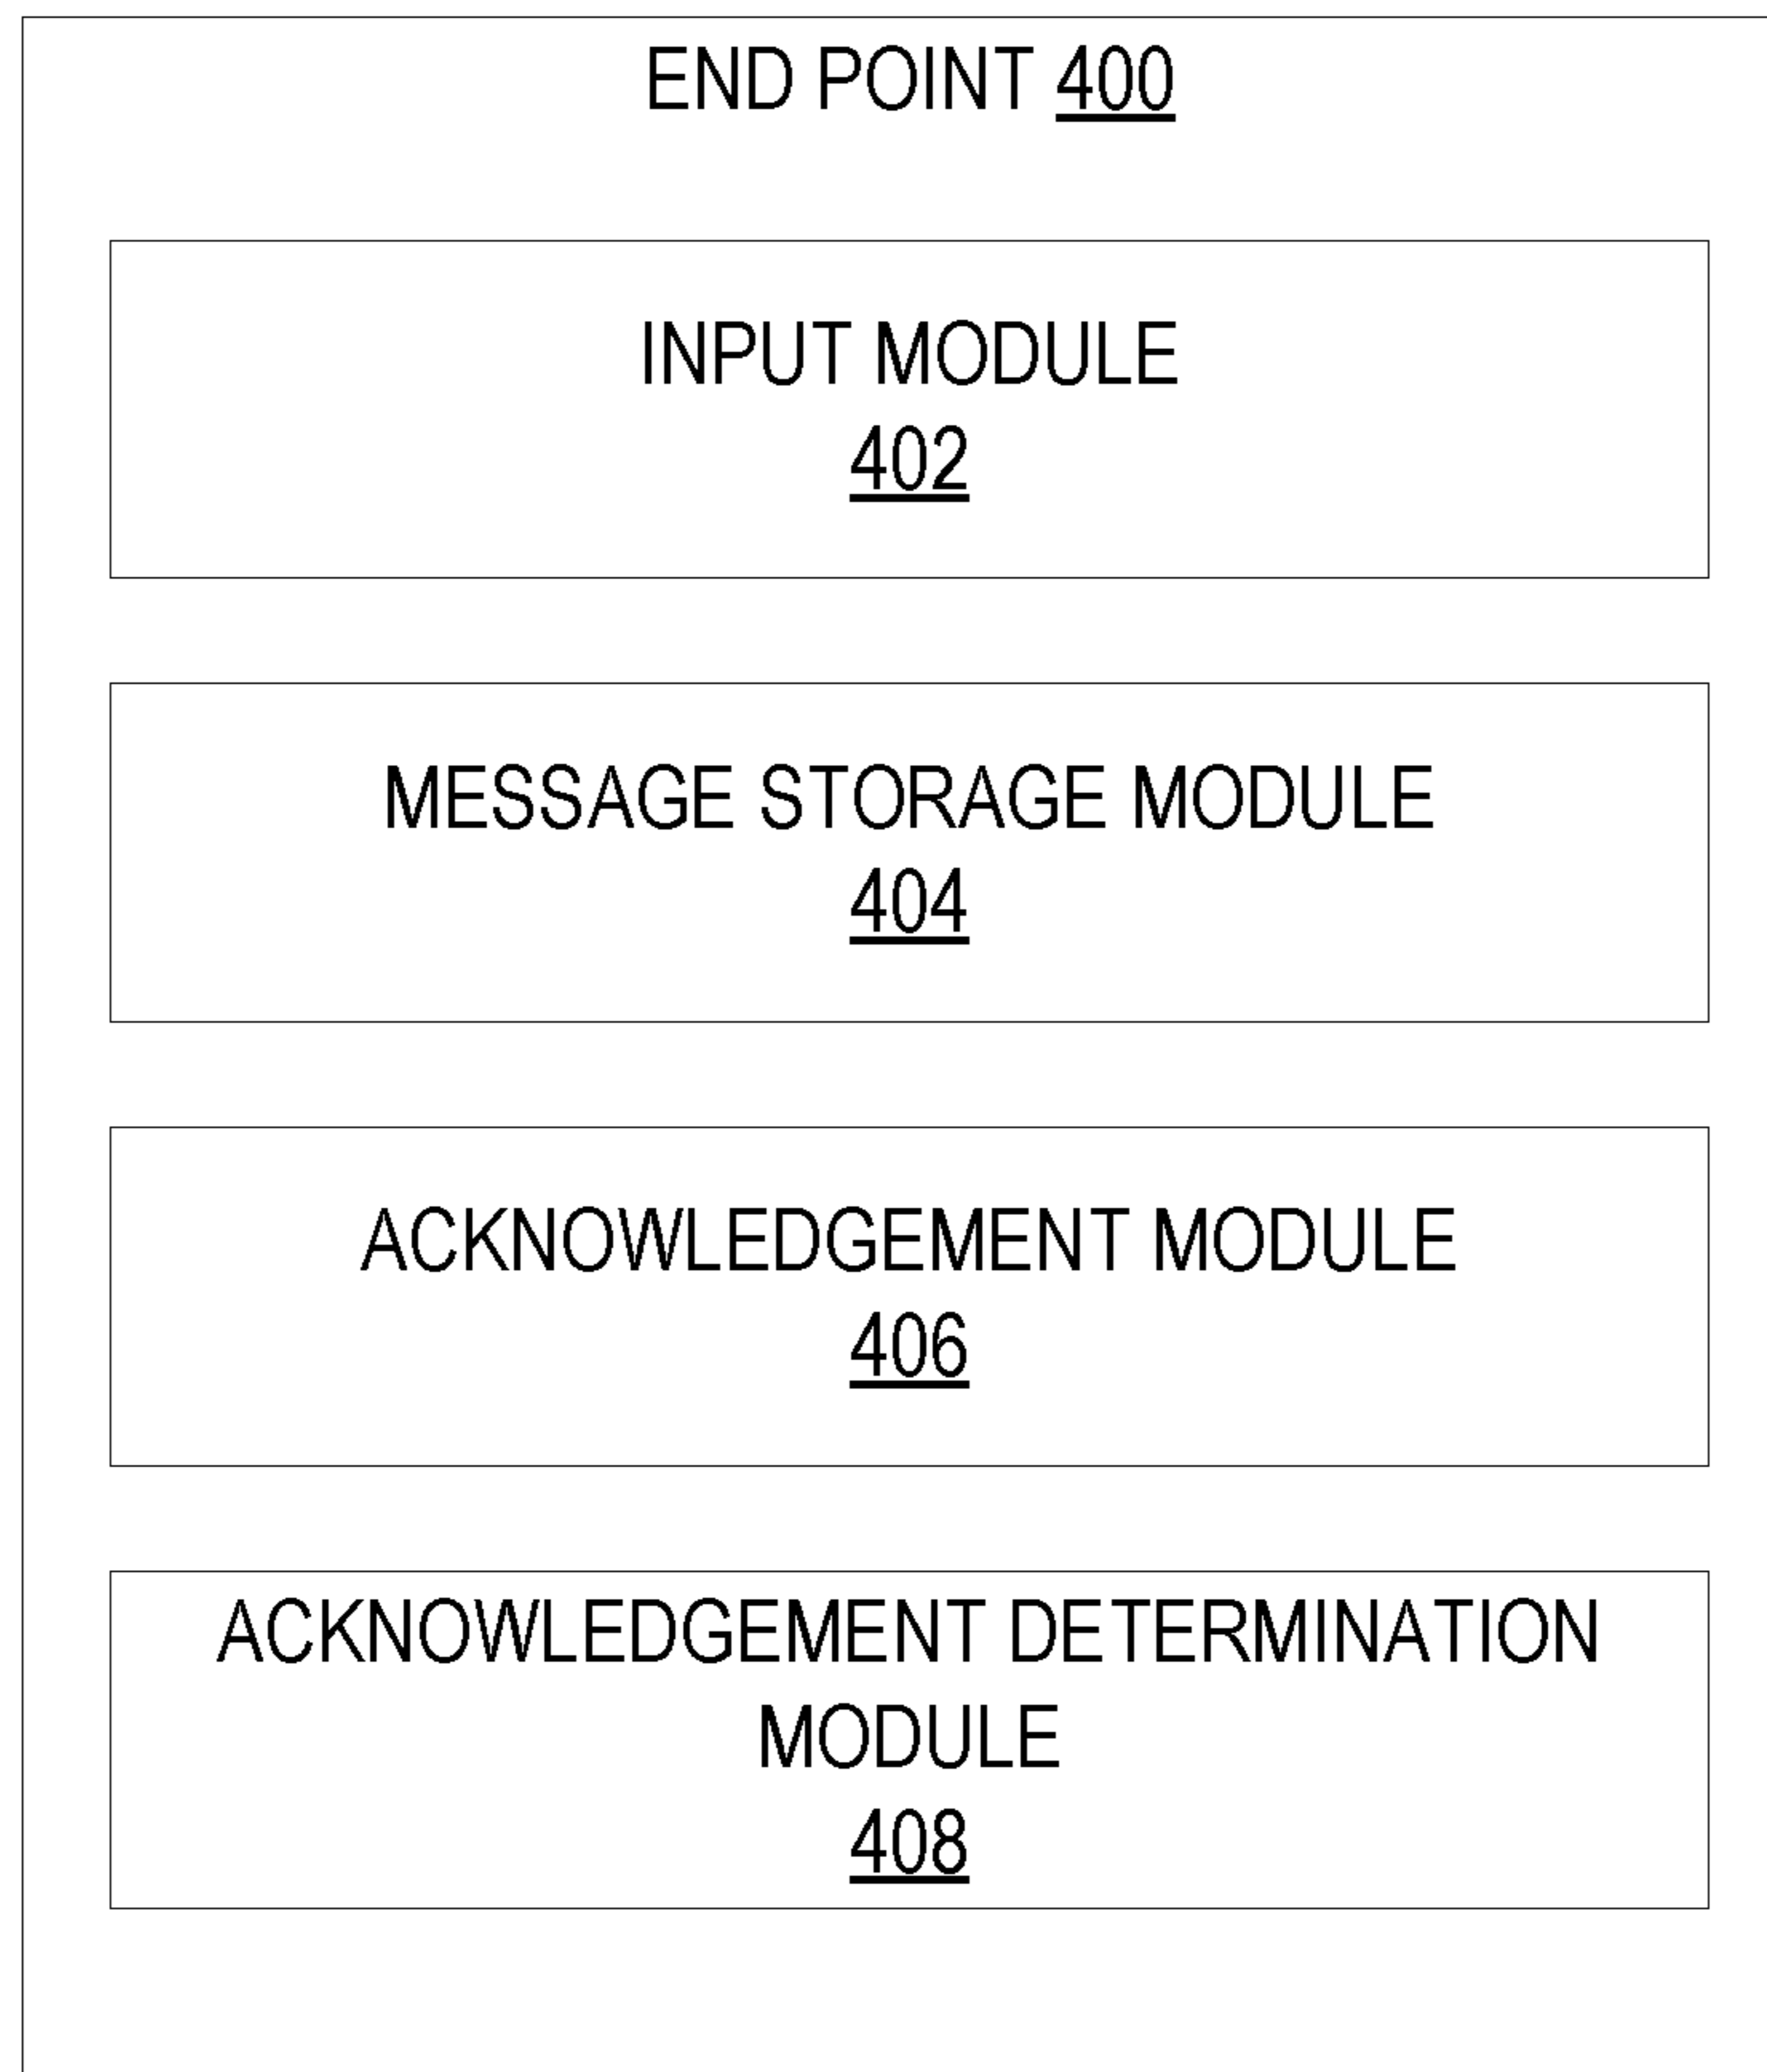 END POINT 400
INPUT MODULE
402
MESSAGE STORAGE MODULE
404
ACKNOWLEDGEMENT MODULE
406
ACKNOWLEDGEMENT DETERMINATION
MODULE
408